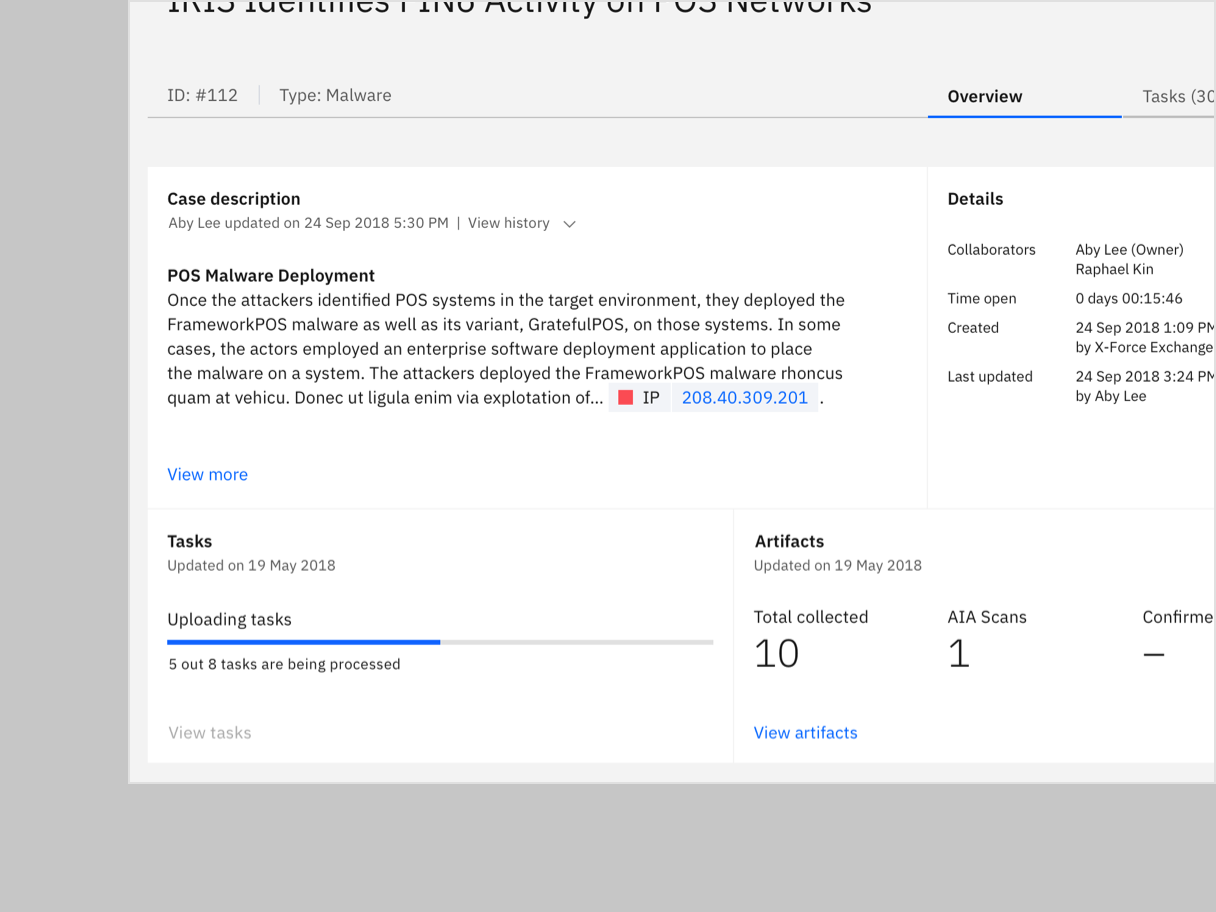 IRIS Identifies FIN6 Activity on POS Networks
ID: #112
Type: Malware
Overview
Tasks (30
Case description
Aby Lee updated on 24 Sep 2018 5:30 PM | View history
POS Malware Deployment
Once the attackers identified POS systems in the target environment, they deployed the
FrameworkPOS malware as well as its variant, GratefulPOS, on those systems. In some
cases, the actors employed an enterprise software deployment application to place
the malware on a system. The attackers deployed the FrameworkPOS malware rhoncus
quam at vehicu. Donec ut ligula enim via explotation of... IP 208.40.309.201 .
View more
Details
Collaborators
Aby Lee (Owner)
Raphael Kin
Time open
0 days 00:15:46
Created
24 Sep 2018 1:09 PM
by X-Force Exchange
Last updated
24 Sep 2018 3:24 PM
by Aby Lee
Tasks
Updated on 19 May 2018
Uploading tasks
5 out 8 tasks are being processed
View tasks
Artifacts
Updated on 19 May 2018
Total collected
10
AIA Scans
1
Confirme
–
View artifacts